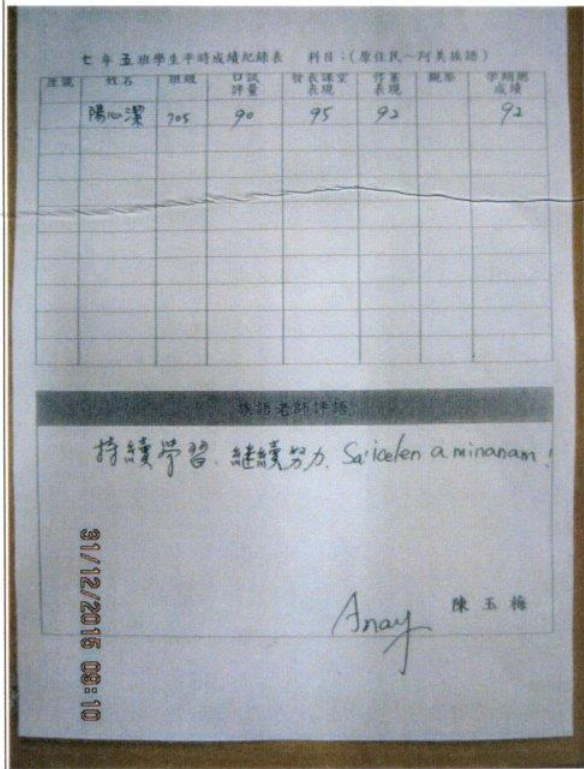 七年五班學生平時成績紀錄表 科目:(原住民~阿美族語)
座號 姓名 班級 口試評量 發表課堂表現 作業表現 觀察 學期總成績
陽心潔 705 90 95 92 92
族語老師評語
持續學習. 繼續努力. Sa'icelen a minanam!
Anay 陳玉梅
31/12/2015 09:10